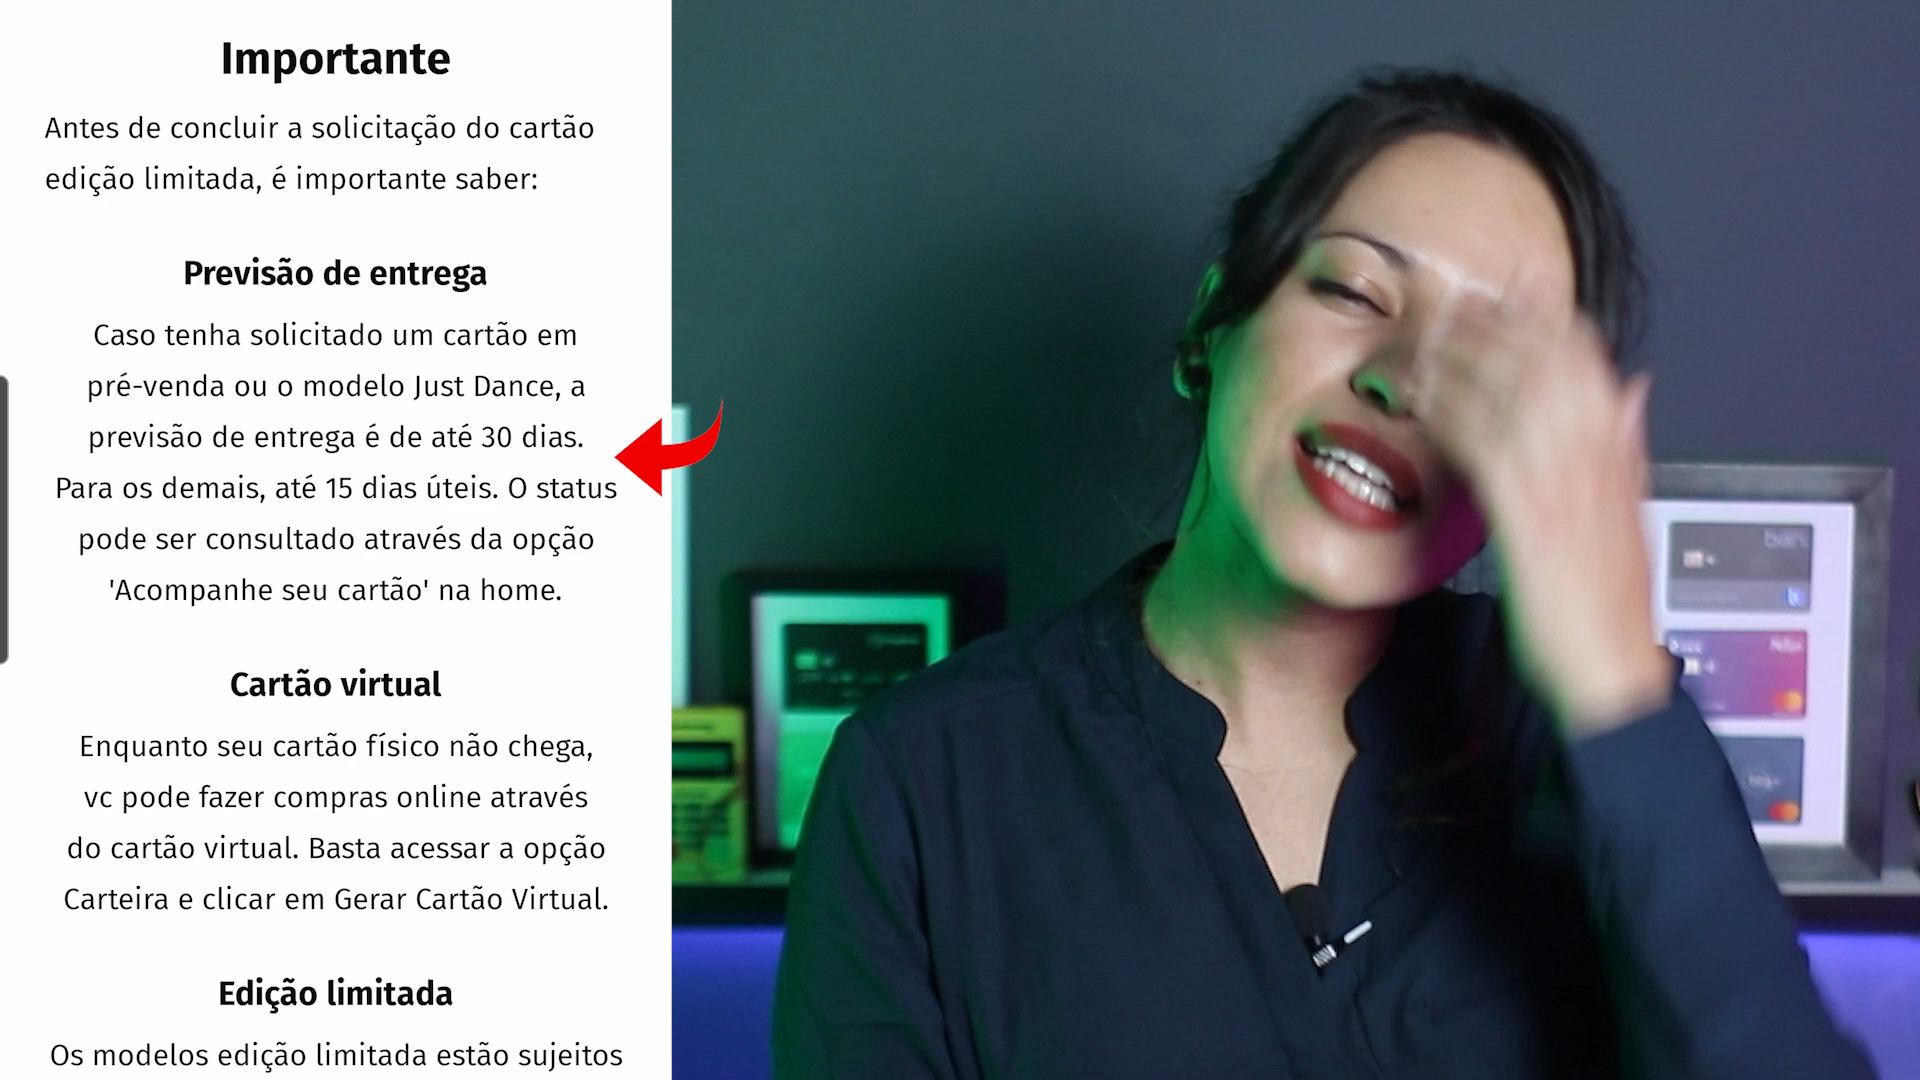 Importante
Antes de concluir a solicitação do cartão
edição limitada, é importante saber:
Previsão de entrega
Caso tenha solicitado um cartão em
pré-venda ou o modelo Just Dance, a
previsão de entrega é de até 30 dias.
Para os demais, até 15 dias úteis. O status
pode ser consultado através da opção
'Acompanhe seu cartão' na home.
Cartão virtual
Enquanto seu cartão físico não chega,
vc pode fazer compras online através
do cartão virtual. Basta acessar a opção
Carteira e clicar em Gerar Cartão Virtual.
Edição limitada
Os modelos edição limitada estão sujeitos